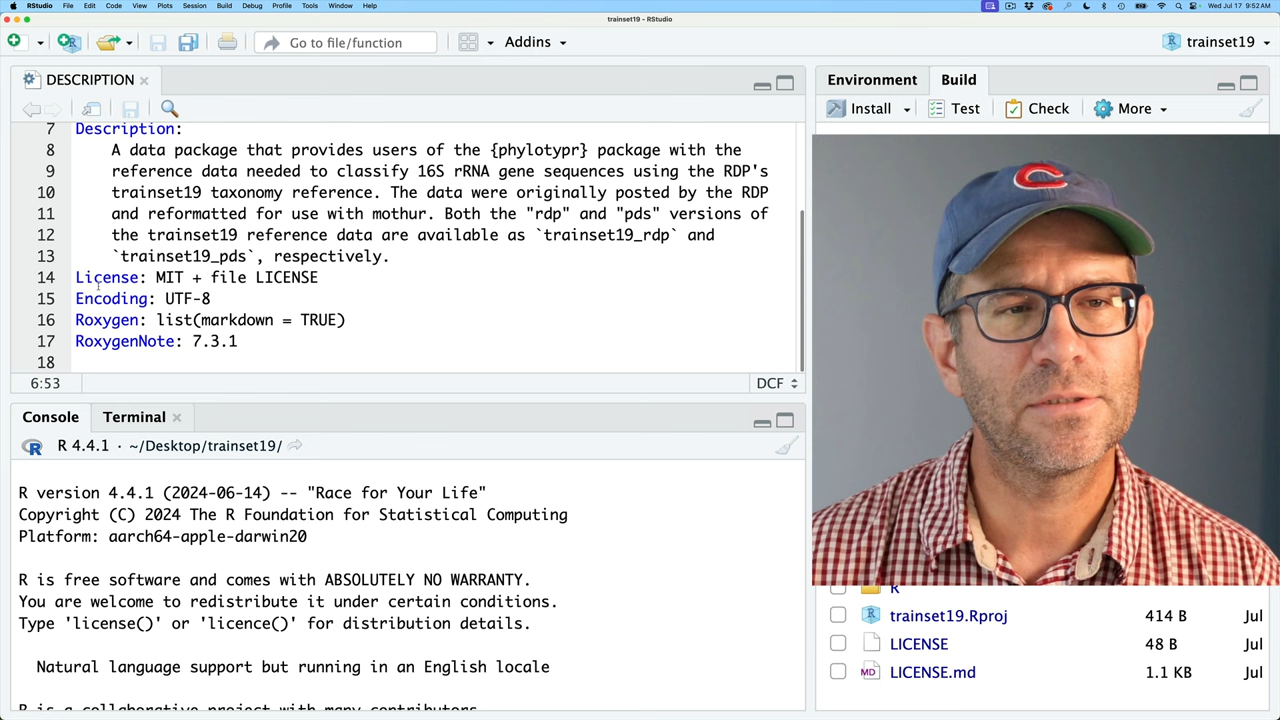 RStudio File Edit Code View Plots Session Build Debug Profile Tools Window Help Wed Jul 17 9:52 AM
trainset19 - RStudio
Go to file/function Addins trainset19
DESCRIPTION
7 Description:
8 A data package that provides users of the {phylotypr} package with the
9 reference data needed to classify 16S rRNA gene sequences using the RDP's
10 trainset19 taxonomy reference. The data were originally posted by the RDP
11 and reformatted for use with mothur. Both the "rdp" and "pds" versions of
12 the trainset19 reference data are available as `trainset19_rdp` and
13 `trainset19_pds`, respectively.
14 License: MIT + file LICENSE
15 Encoding: UTF-8
16 Roxygen: list(markdown = TRUE)
17 RoxygenNote: 7.3.1
18
6:53 DCF
Console Terminal
R 4.4.1 · ~/Desktop/trainset19/
R version 4.4.1 (2024-06-14) -- "Race for Your Life"
Copyright (C) 2024 The R Foundation for Statistical Computing
Platform: aarch64-apple-darwin20
R is free software and comes with ABSOLUTELY NO WARRANTY.
You are welcome to redistribute it under certain conditions.
Type 'license()' or 'licence()' for distribution details.
Natural language support but running in an English locale
R is a collaborative project with many contributors.
Environment Build
Install Test Check More
C
R
trainset19.Rproj 414 B Jul
LICENSE 48 B Jul
LICENSE.md 1.1 KB Jul